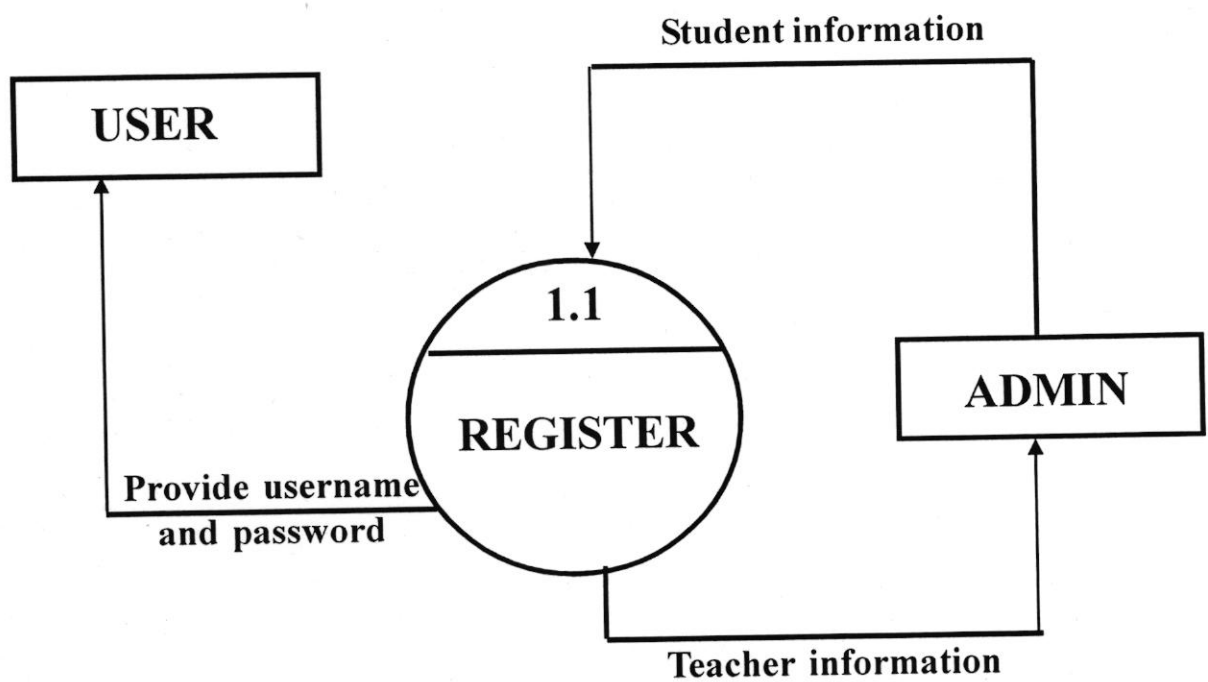 Student information
USER
1.1
REGISTER
ADMIN
Provide username
and password
Teacher information